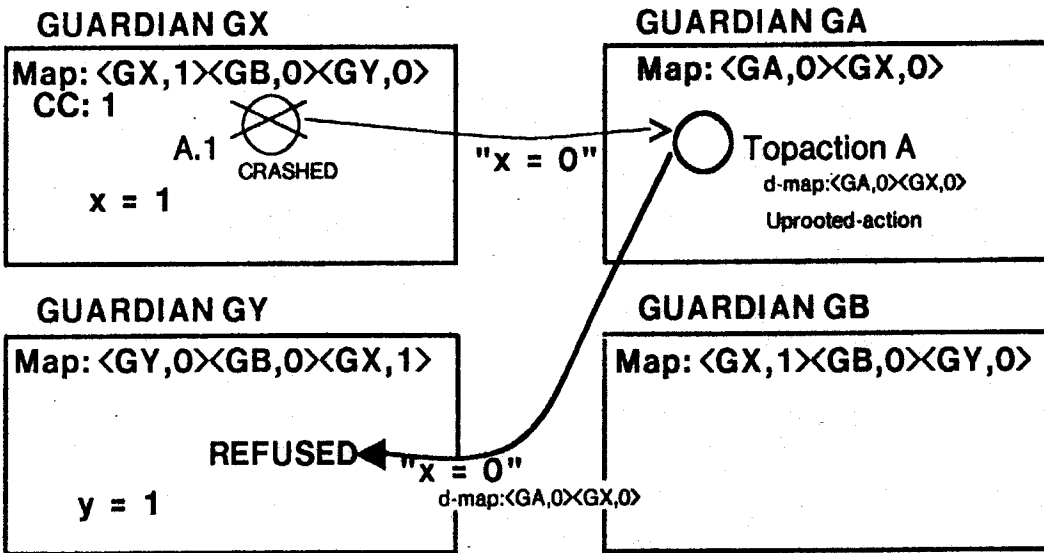 GUARDIAN GX
Map: <GX,1><GB,0><GY,0>
CC: 1
A.1
CRASHED
x = 1
"x = 0"
GUARDIAN GA
Map: <GA,0><GX,0>
Topaction A
d-map:<GA,0><GX,0>
Uprooted-action
GUARDIAN GY
Map: <GY,0><GB,0><GX,1>
REFUSED
"x = 0"
d-map:<GA,0><GX,0>
y = 1
GUARDIAN GB
Map: <GX,1><GB,0><GY,0>